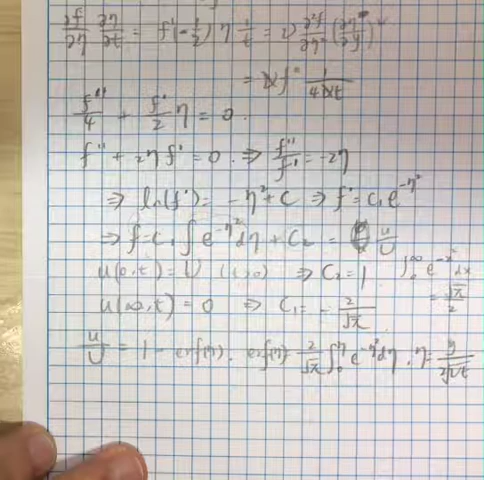 ∂f/∂η ∂η/∂t = f'(-1/2) η 1/t = ν ∂²f/∂η² (∂η/∂y)²
= νf'' 1/4νt
f''/4 + f'/2 η = 0.
f'' + 2η f' = 0. ⇒ f''/f' = -2η
⇒ ln(f') = -η² + C ⇒ f' = C₁e^{-η²}
⇒ f = C₁ ∫ e^{-η²}dη + C₂ = u/U
u(0,t) = U (t>0) ⇒ C₂ = 1 ∫₀^∞ e^{-x²}dx
u(∞,t) = 0 ⇒ C₁ = -2/√π = √π/2
u/U = 1 - erf(η). erf(η) = 2/√π ∫₀^η e^{-η²}dη. η = y/2√νt